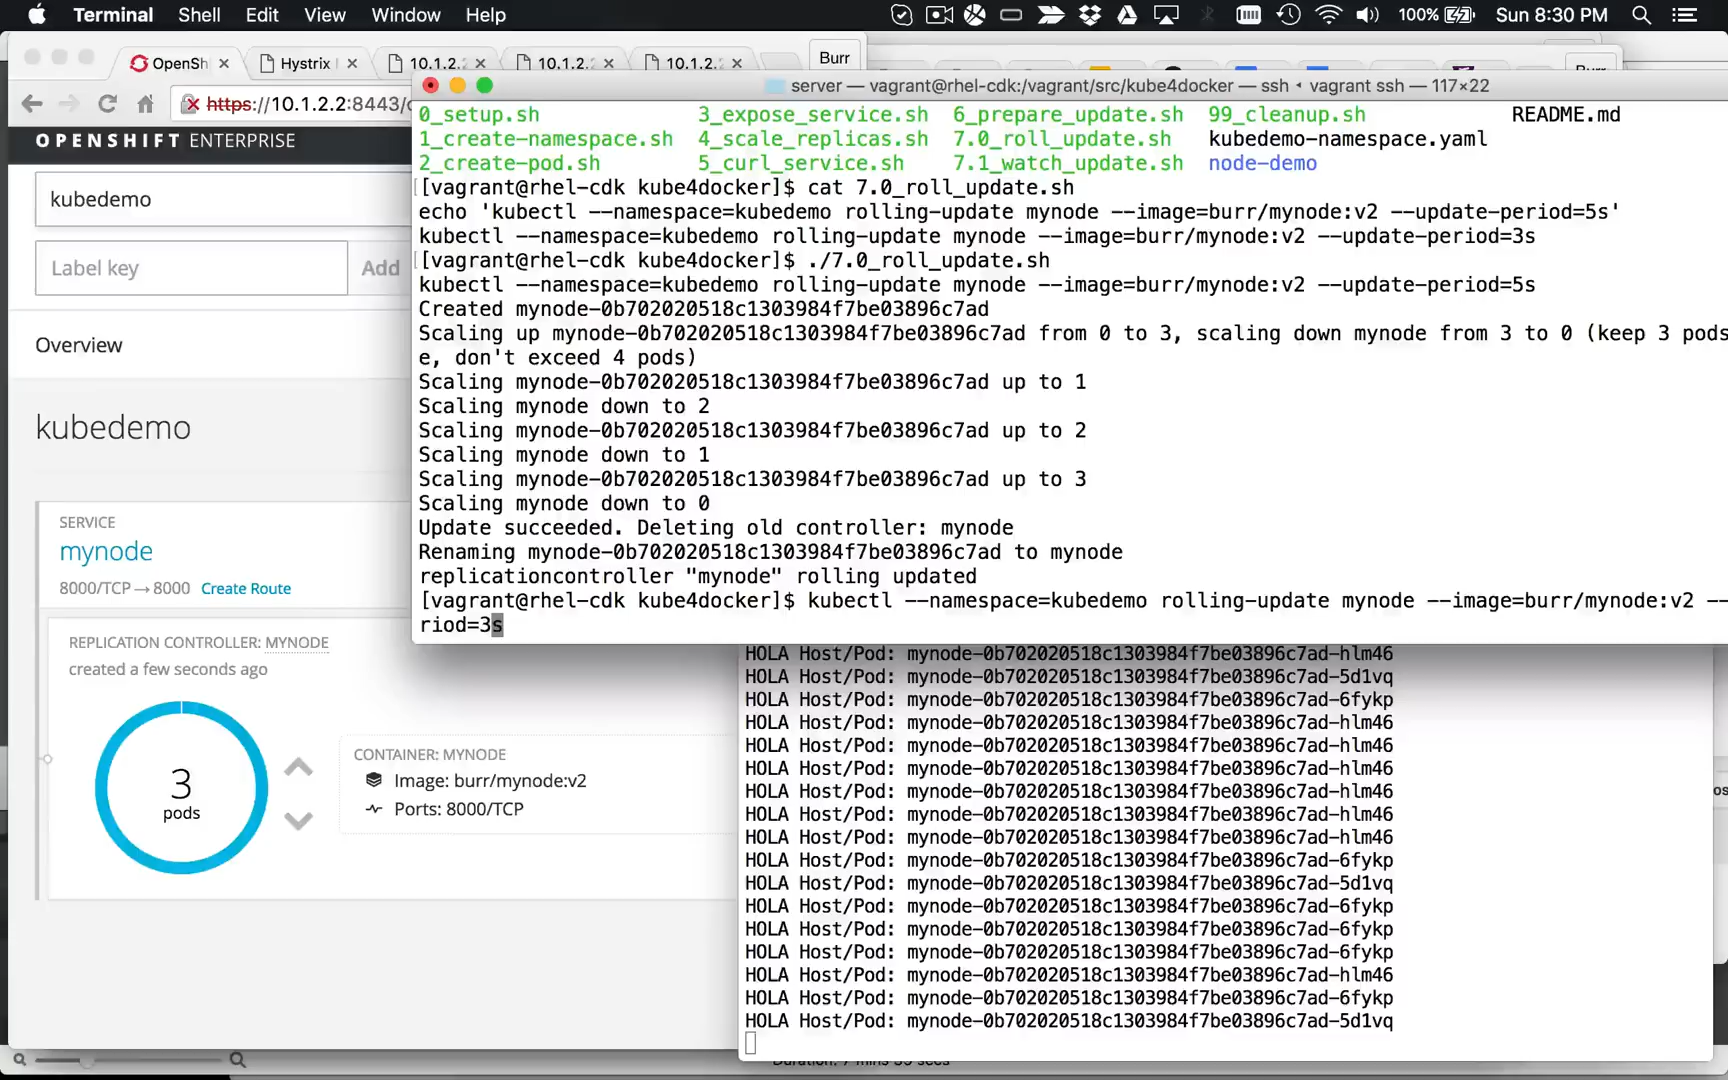 Terminal Shell Edit View Window Help
100% Sun 8:30 PM
OpenSh
Hystrix
10.1.2.
10.1.2.
10.1.2.
Burr
https://10.1.2.2:8443/
server — vagrant@rhel-cdk:/vagrant/src/kube4docker — ssh ‹ vagrant ssh — 117×22
OPENSHIFT ENTERPRISE
kubedemo
Label key
Add
Overview
kubedemo
SERVICE
mynode
8000/TCP → 8000 Create Route
REPLICATION CONTROLLER: MYNODE
created a few seconds ago
3
pods
CONTAINER: MYNODE
Image: burr/mynode:v2
Ports: 8000/TCP
0_setup.sh 3_expose_service.sh 6_prepare_update.sh 99_cleanup.sh README.md
1_create-namespace.sh 4_scale_replicas.sh 7.0_roll_update.sh kubedemo-namespace.yaml
2_create-pod.sh 5_curl_service.sh 7.1_watch_update.sh node-demo
[[vagrant@rhel-cdk kube4docker]$ cat 7.0_roll_update.sh
echo 'kubectl --namespace=kubedemo rolling-update mynode --image=burr/mynode:v2 --update-period=5s'
kubectl --namespace=kubedemo rolling-update mynode --image=burr/mynode:v2 --update-period=3s
[[vagrant@rhel-cdk kube4docker]$ ./7.0_roll_update.sh
kubectl --namespace=kubedemo rolling-update mynode --image=burr/mynode:v2 --update-period=5s
Created mynode-0b702020518c1303984f7be03896c7ad
Scaling up mynode-0b702020518c1303984f7be03896c7ad from 0 to 3, scaling down mynode from 3 to 0 (keep 3 pods
e, don't exceed 4 pods)
Scaling mynode-0b702020518c1303984f7be03896c7ad up to 1
Scaling mynode down to 2
Scaling mynode-0b702020518c1303984f7be03896c7ad up to 2
Scaling mynode down to 1
Scaling mynode-0b702020518c1303984f7be03896c7ad up to 3
Scaling mynode down to 0
Update succeeded. Deleting old controller: mynode
Renaming mynode-0b702020518c1303984f7be03896c7ad to mynode
replicationcontroller "mynode" rolling updated
[vagrant@rhel-cdk kube4docker]$ kubectl --namespace=kubedemo rolling-update mynode --image=burr/mynode:v2 --
riod=3s
HOLA Host/Pod: mynode-0b702020518c1303984f7be03896c7ad-hlm46
HOLA Host/Pod: mynode-0b702020518c1303984f7be03896c7ad-5d1vq
HOLA Host/Pod: mynode-0b702020518c1303984f7be03896c7ad-6fykp
HOLA Host/Pod: mynode-0b702020518c1303984f7be03896c7ad-hlm46
HOLA Host/Pod: mynode-0b702020518c1303984f7be03896c7ad-hlm46
HOLA Host/Pod: mynode-0b702020518c1303984f7be03896c7ad-hlm46
HOLA Host/Pod: mynode-0b702020518c1303984f7be03896c7ad-hlm46
HOLA Host/Pod: mynode-0b702020518c1303984f7be03896c7ad-hlm46
HOLA Host/Pod: mynode-0b702020518c1303984f7be03896c7ad-hlm46
HOLA Host/Pod: mynode-0b702020518c1303984f7be03896c7ad-6fykp
HOLA Host/Pod: mynode-0b702020518c1303984f7be03896c7ad-5d1vq
HOLA Host/Pod: mynode-0b702020518c1303984f7be03896c7ad-6fykp
HOLA Host/Pod: mynode-0b702020518c1303984f7be03896c7ad-6fykp
HOLA Host/Pod: mynode-0b702020518c1303984f7be03896c7ad-6fykp
HOLA Host/Pod: mynode-0b702020518c1303984f7be03896c7ad-hlm46
HOLA Host/Pod: mynode-0b702020518c1303984f7be03896c7ad-6fykp
HOLA Host/Pod: mynode-0b702020518c1303984f7be03896c7ad-5d1vq